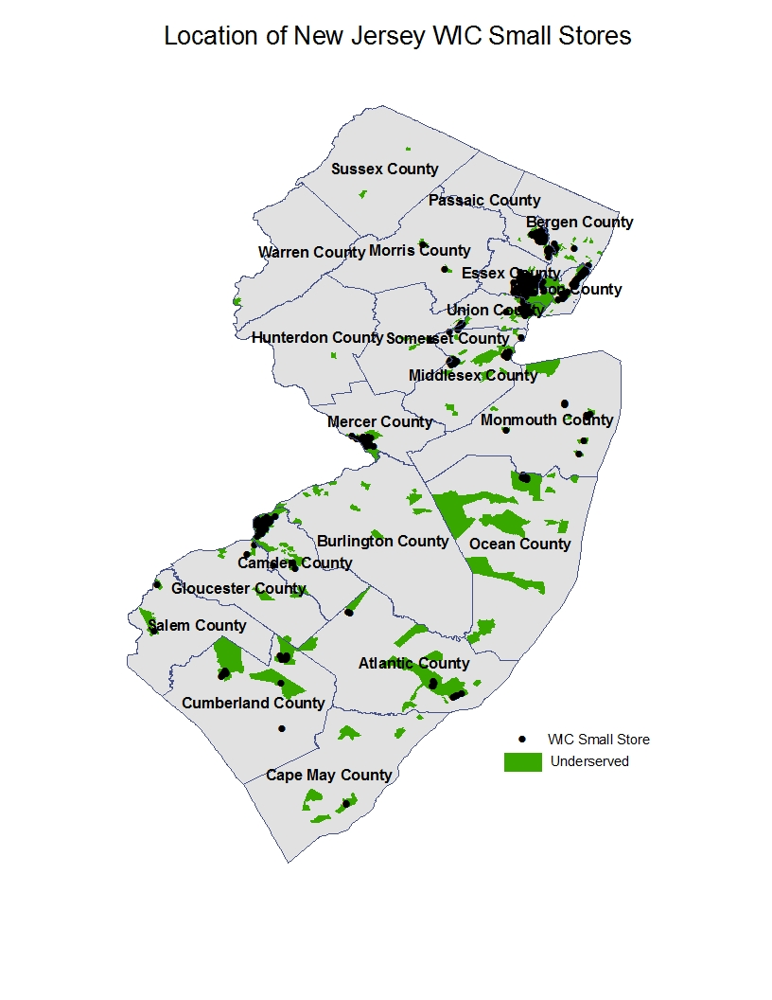 Location of New Jersey WIC Small Stores
Sussex County
Passaic County
Bergen County
Warren County
Morris County
Essex County
County
Union County
Hunterdon County
Somerset County
Middlesex County
Mercer County
Monmouth County
Burlington County
Ocean County
Camden County
Gloucester County
Salem County
Atlantic County
Cumberland County
WIC Small Store
Underserved
Cape May County